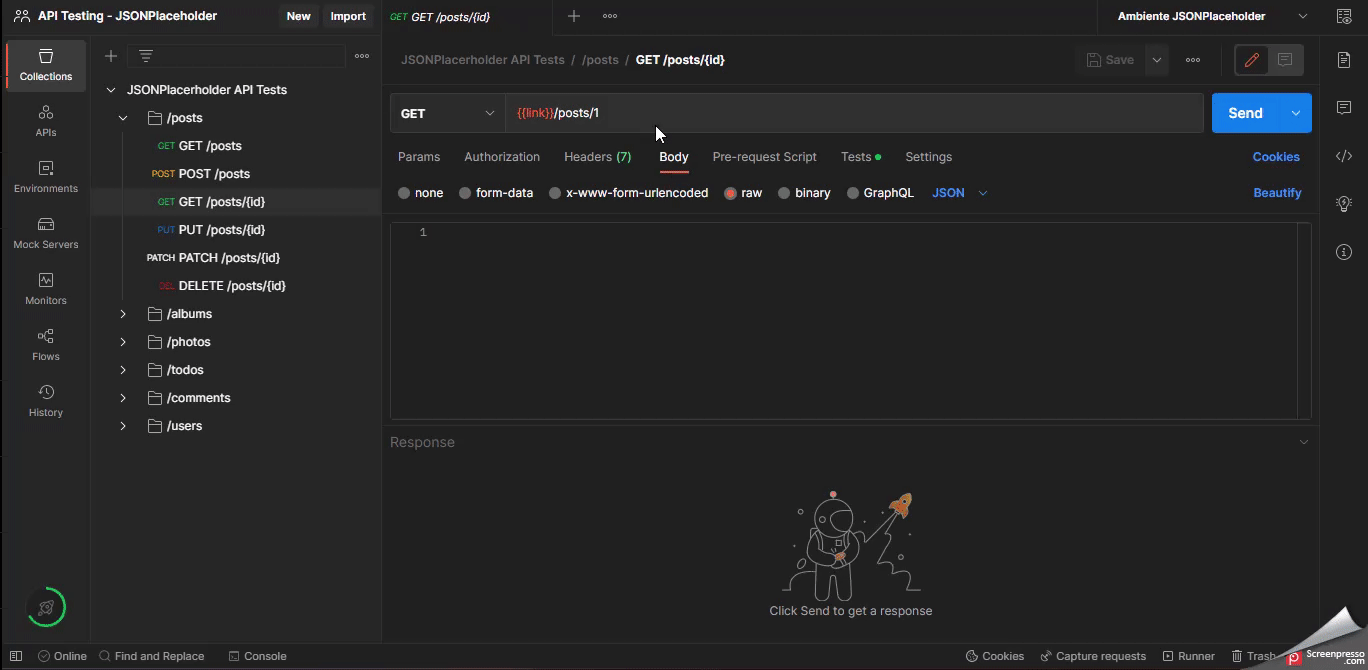 API Testing - JSONPlaceholder
New
Import
GET GET /posts/{id}
Ambiente JSONPlaceholder
Collections
APIs
Environments
Mock Servers
Monitors
Flows
History
JSONPlacerholder API Tests
/posts
GET GET /posts
POST POST /posts
GET GET /posts/{id}
PUT PUT /posts/{id}
PATCH PATCH /posts/{id}
DEL DELETE /posts/{id}
/albums
/photos
/todos
/comments
/users
JSONPlacerholder API Tests / /posts / GET /posts/{id}
Save
GET
{{link}}/posts/1
Send
Params
Authorization
Headers (7)
Body
Pre-request Script
Tests
Settings
Cookies
none
form-data
x-www-form-urlencoded
raw
binary
GraphQL
JSON
Beautify
1
Response
Click Send to get a response
Online
Find and Replace
Console
Cookies
Capture requests
Runner
Trash
Screenpresso
.com